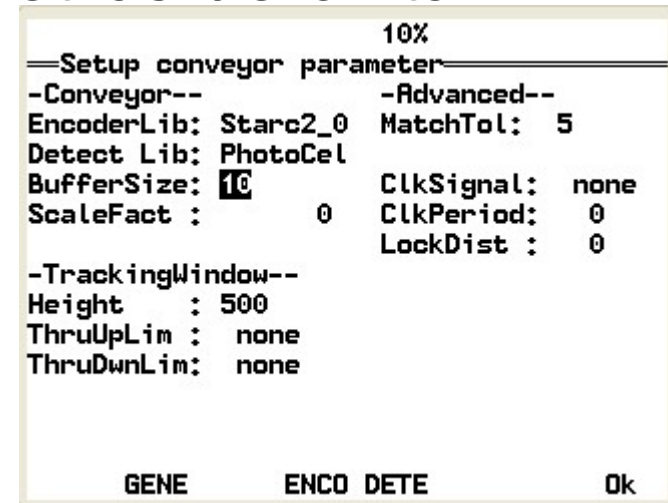 10%
Setup conveyor parameter
-Conveyor-- -Advanced--
EncoderLib: Starc2_0 MatchTol: 5
Detect Lib: PhotoCel
BufferSize: 10 ClkSignal: none
ScaleFact : 0 ClkPeriod: 0
LockDist : 0
-TrackingWindow--
Height : 500
ThruUpLim : none
ThruDwnLim: none
GENE ENCO DETE Ok